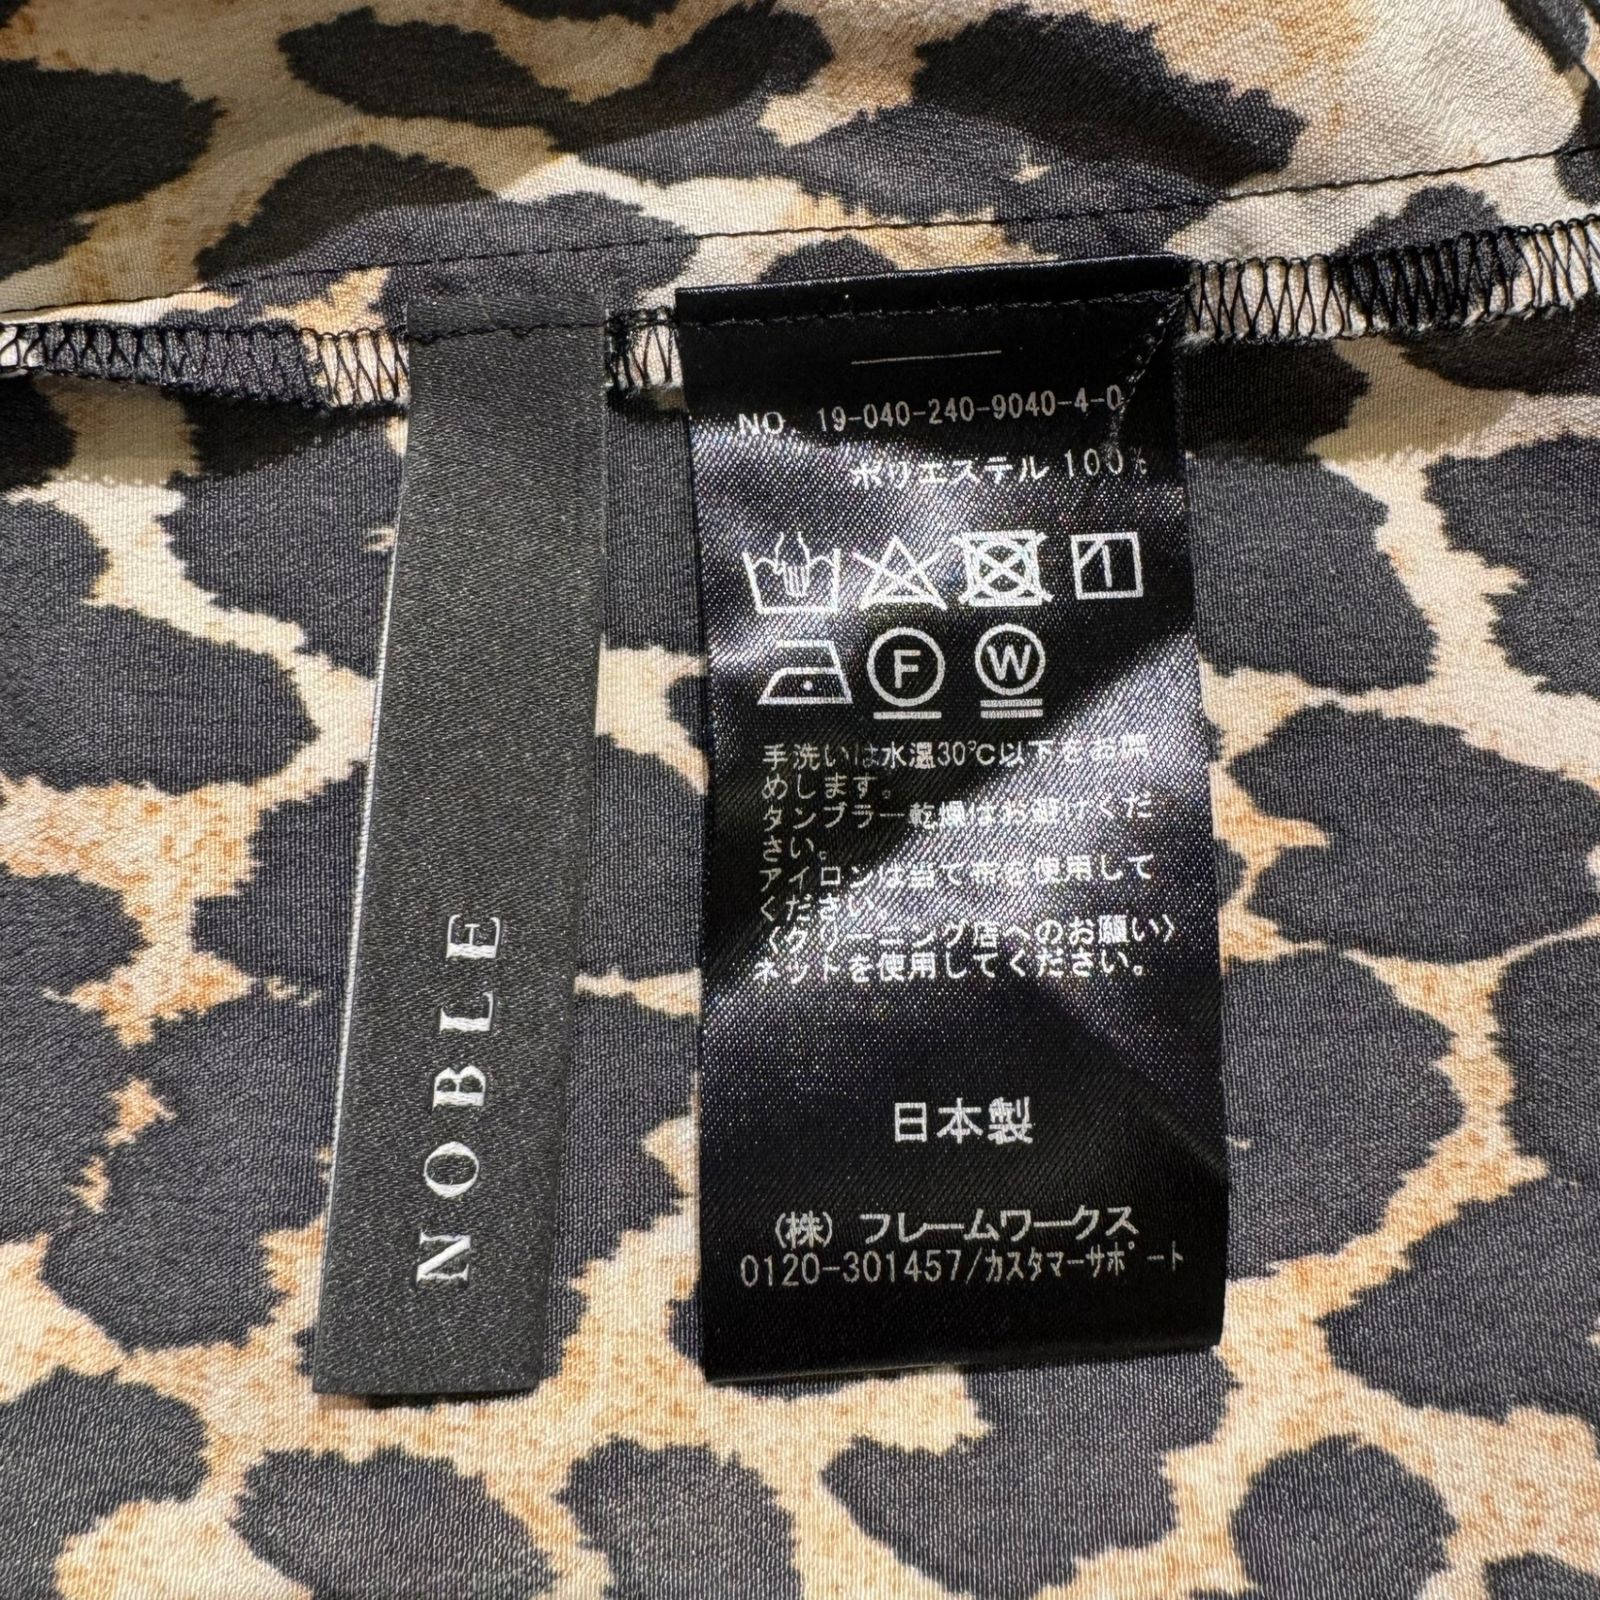 NOBLE
NO. 19-040-240-9040-4-0
ポリエステル 100%
F W
手洗いは水温30℃以下をお勧
めします。
タンブラー乾燥はお避けくだ
さい。
アイロンは当て布を使用して
ください。
〈クリーニング店へのお願い〉
ネットを使用してください。
日本製
(株) フレームワークス
0120-301457/カスタマーサポート